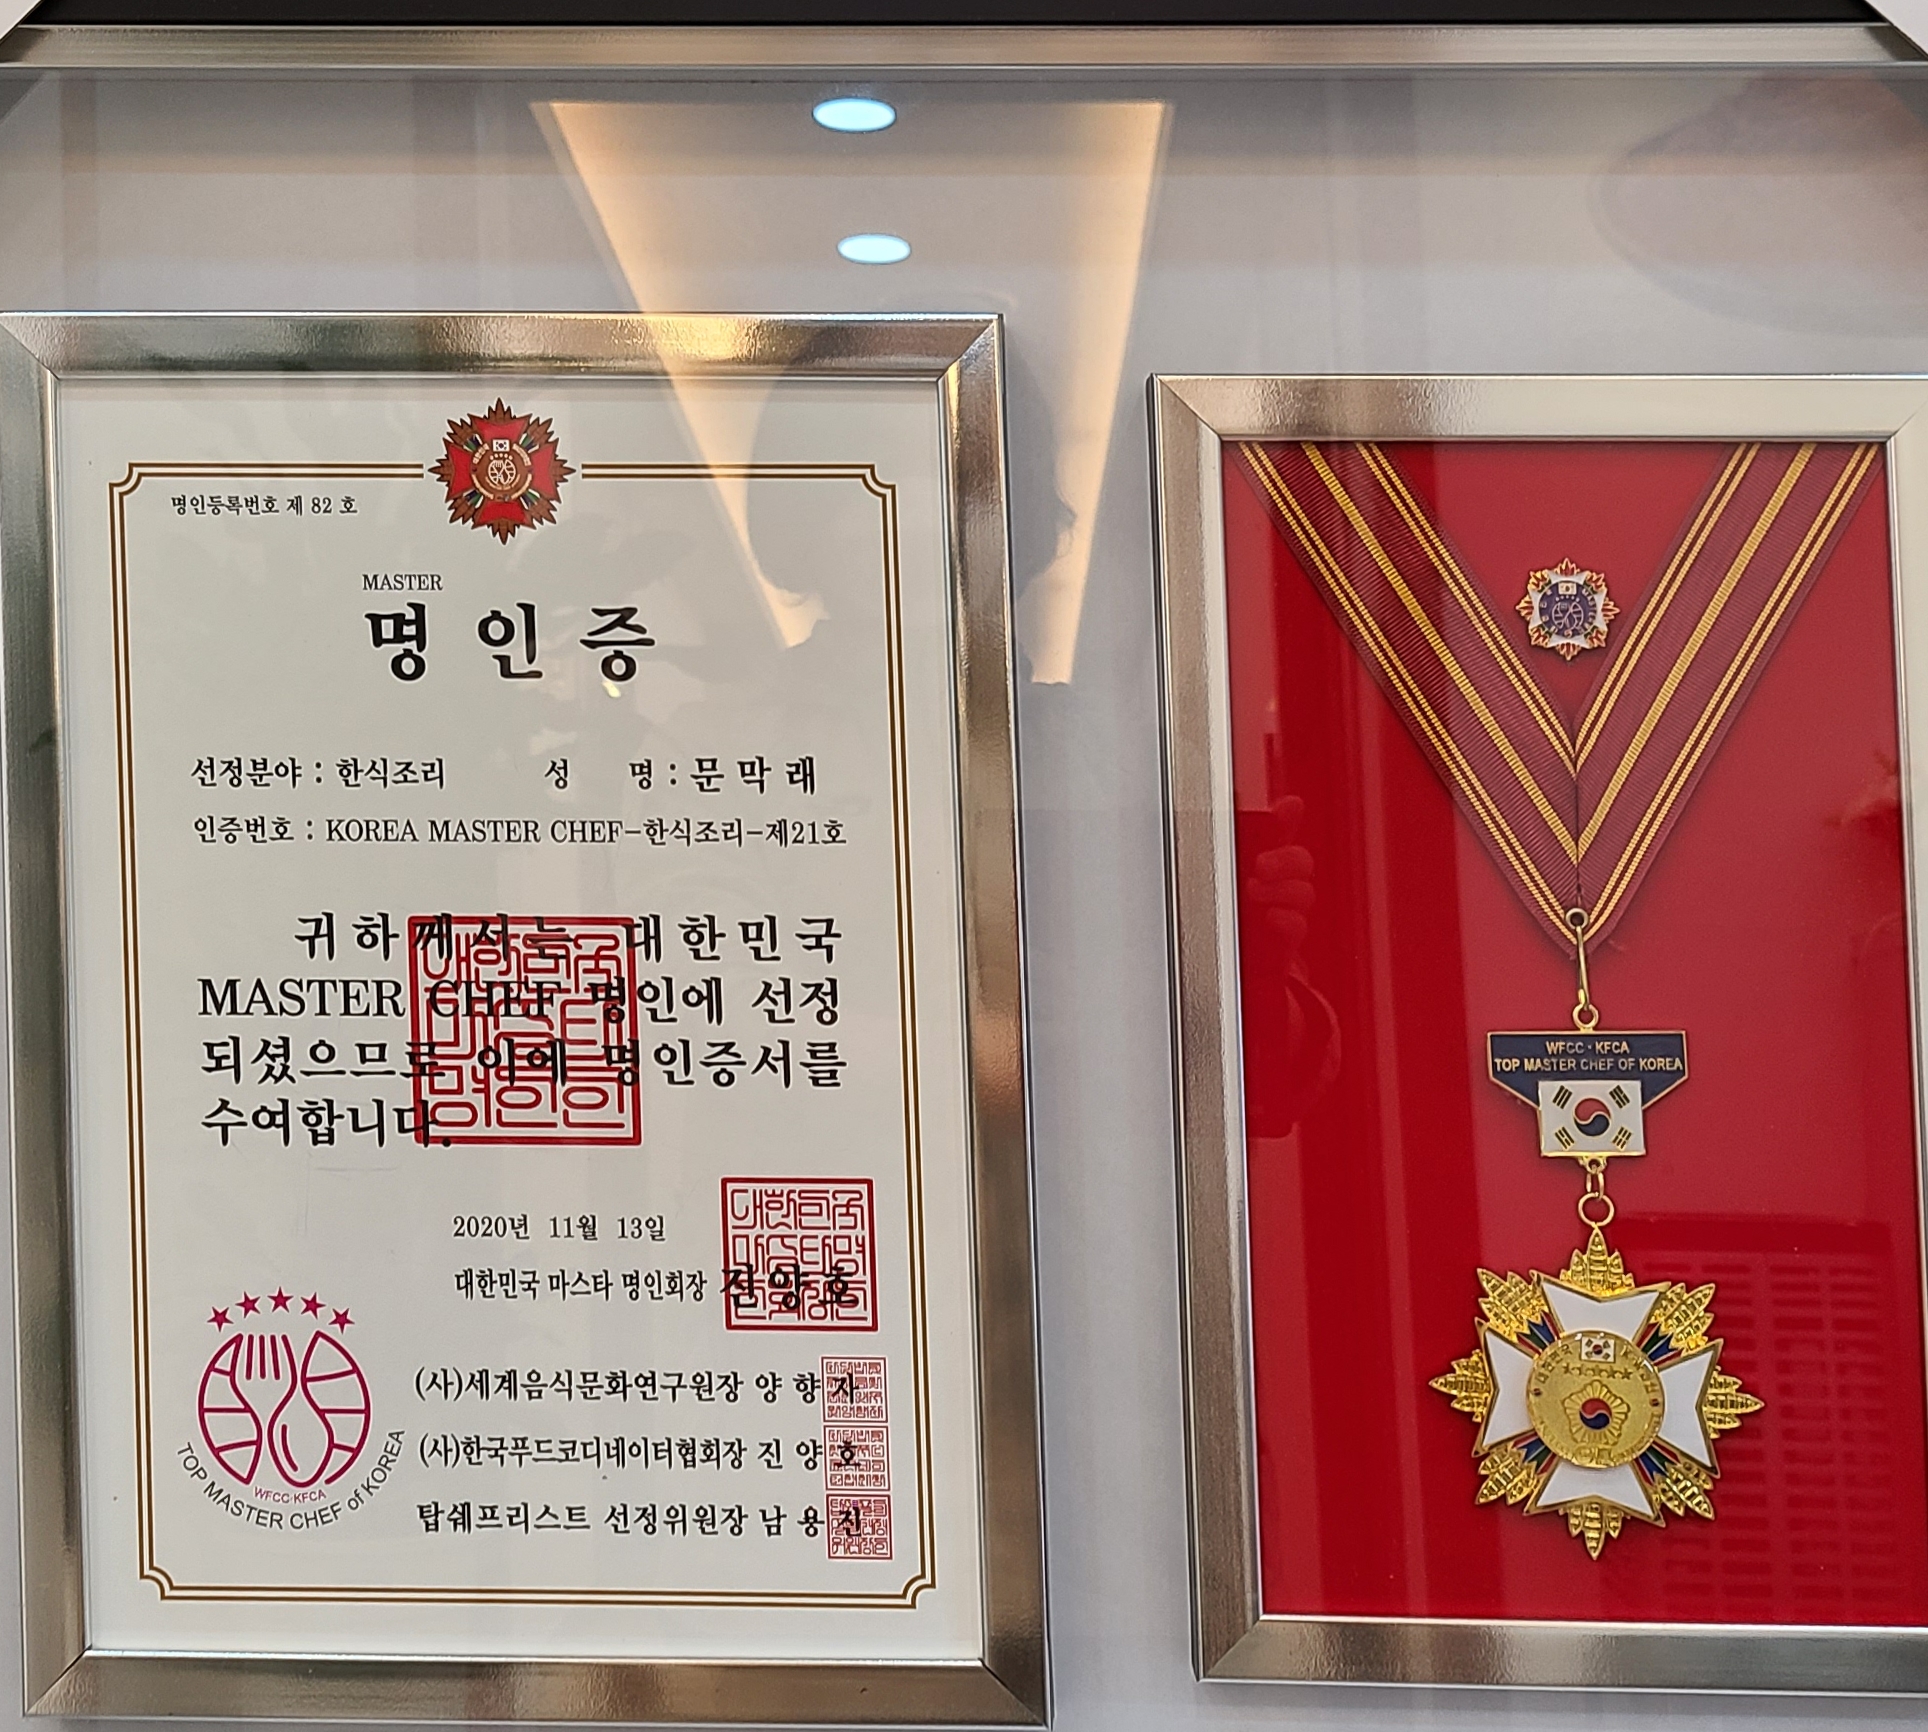 명인등록번호 제 82 호
MASTER
명 인 증
선정분야 : 한식조리 성 명 : 문 막 래
인증번호 : KOREA MASTER CHEF-한식조리-제21호
귀하께서는 대한민국
MASTER CHEF 명인에 선정
되셨으므로 이에 명인증서를
수여합니다.
2020년 11월 13일
대한민국 마스타 명인회장 진 양 호
(사)세계음식문화연구원장 양 향 자
(사)한국푸드코디네이터협회장 진 양 호
탑쉐프리스트 선정위원장 남 용 진
WFCC·KFCA
TOP MASTER CHEF of KOREA
WFCC·KFCA
TOP MASTER CHEF OF KOREA